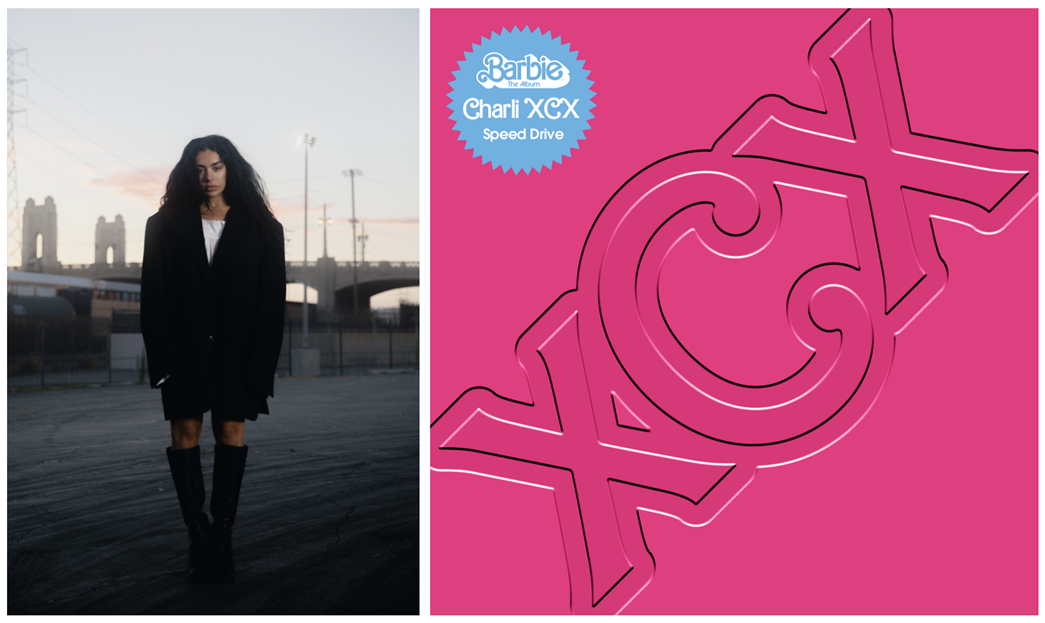 Barbie
The Album
Charli XCX
Speed Drive
XCX